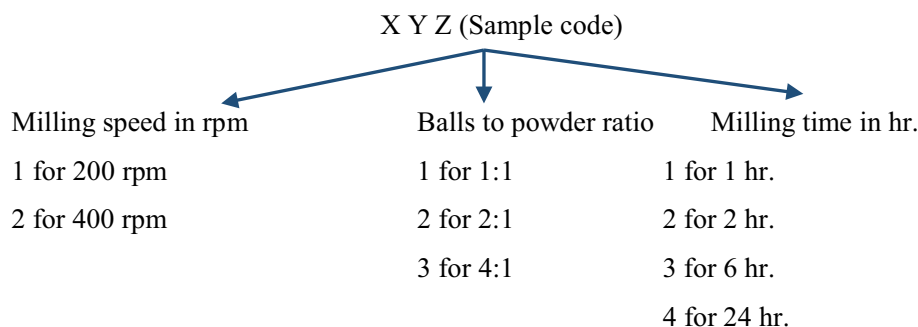 X Y Z (Sample code)
Milling speed in rpm Balls to powder ratio Milling time in hr.
1 for 200 rpm 1 for 1:1 1 for 1 hr.
2 for 400 rpm 2 for 2:1 2 for 2 hr.
3 for 4:1 3 for 6 hr.
4 for 24 hr.